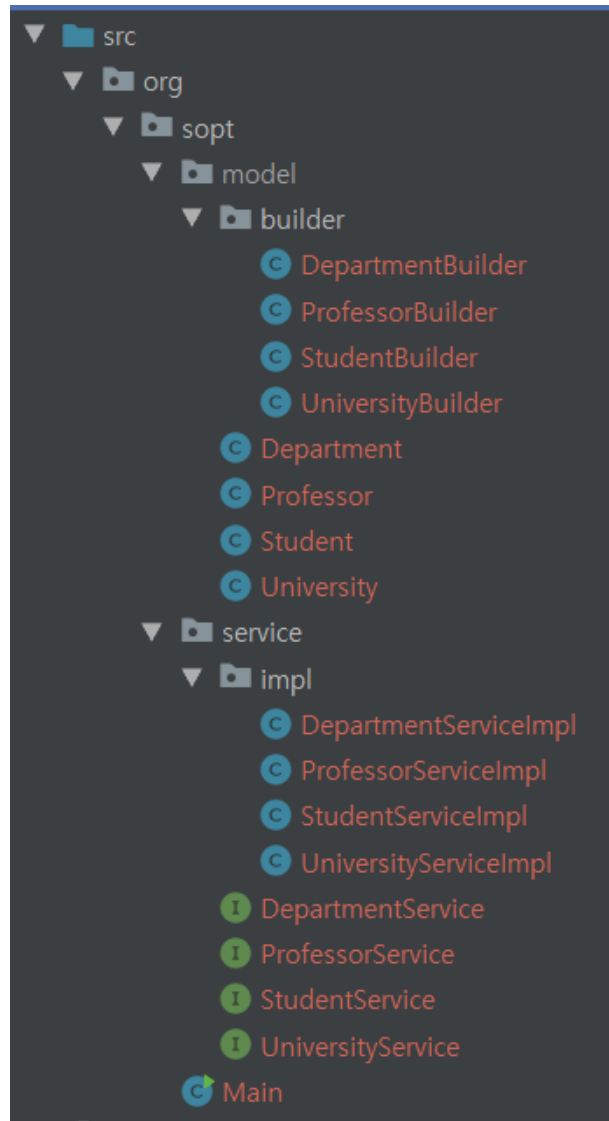 src
org
sopt
model
builder
C DepartmentBuilder
C ProfessorBuilder
C StudentBuilder
C UniversityBuilder
C Department
C Professor
C Student
C University
service
impl
C DepartmentServiceImpl
C ProfessorServiceImpl
C StudentServiceImpl
C UniversityServiceImpl
I DepartmentService
I ProfessorService
I StudentService
I UniversityService
C Main